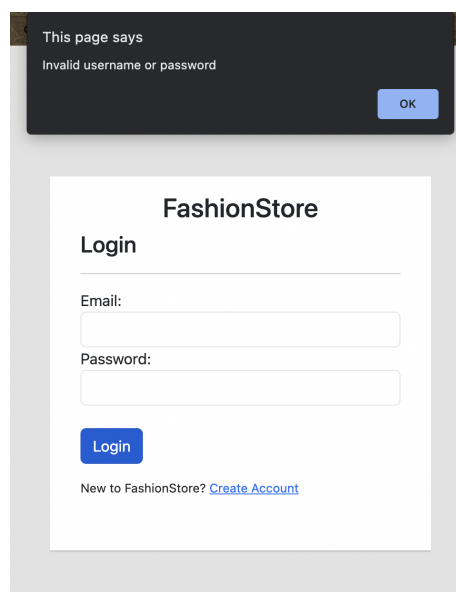 This page says
Invalid username or password
OK
FashionStore
Login
Email:
Password:
Login
New to FashionStore? Create Account